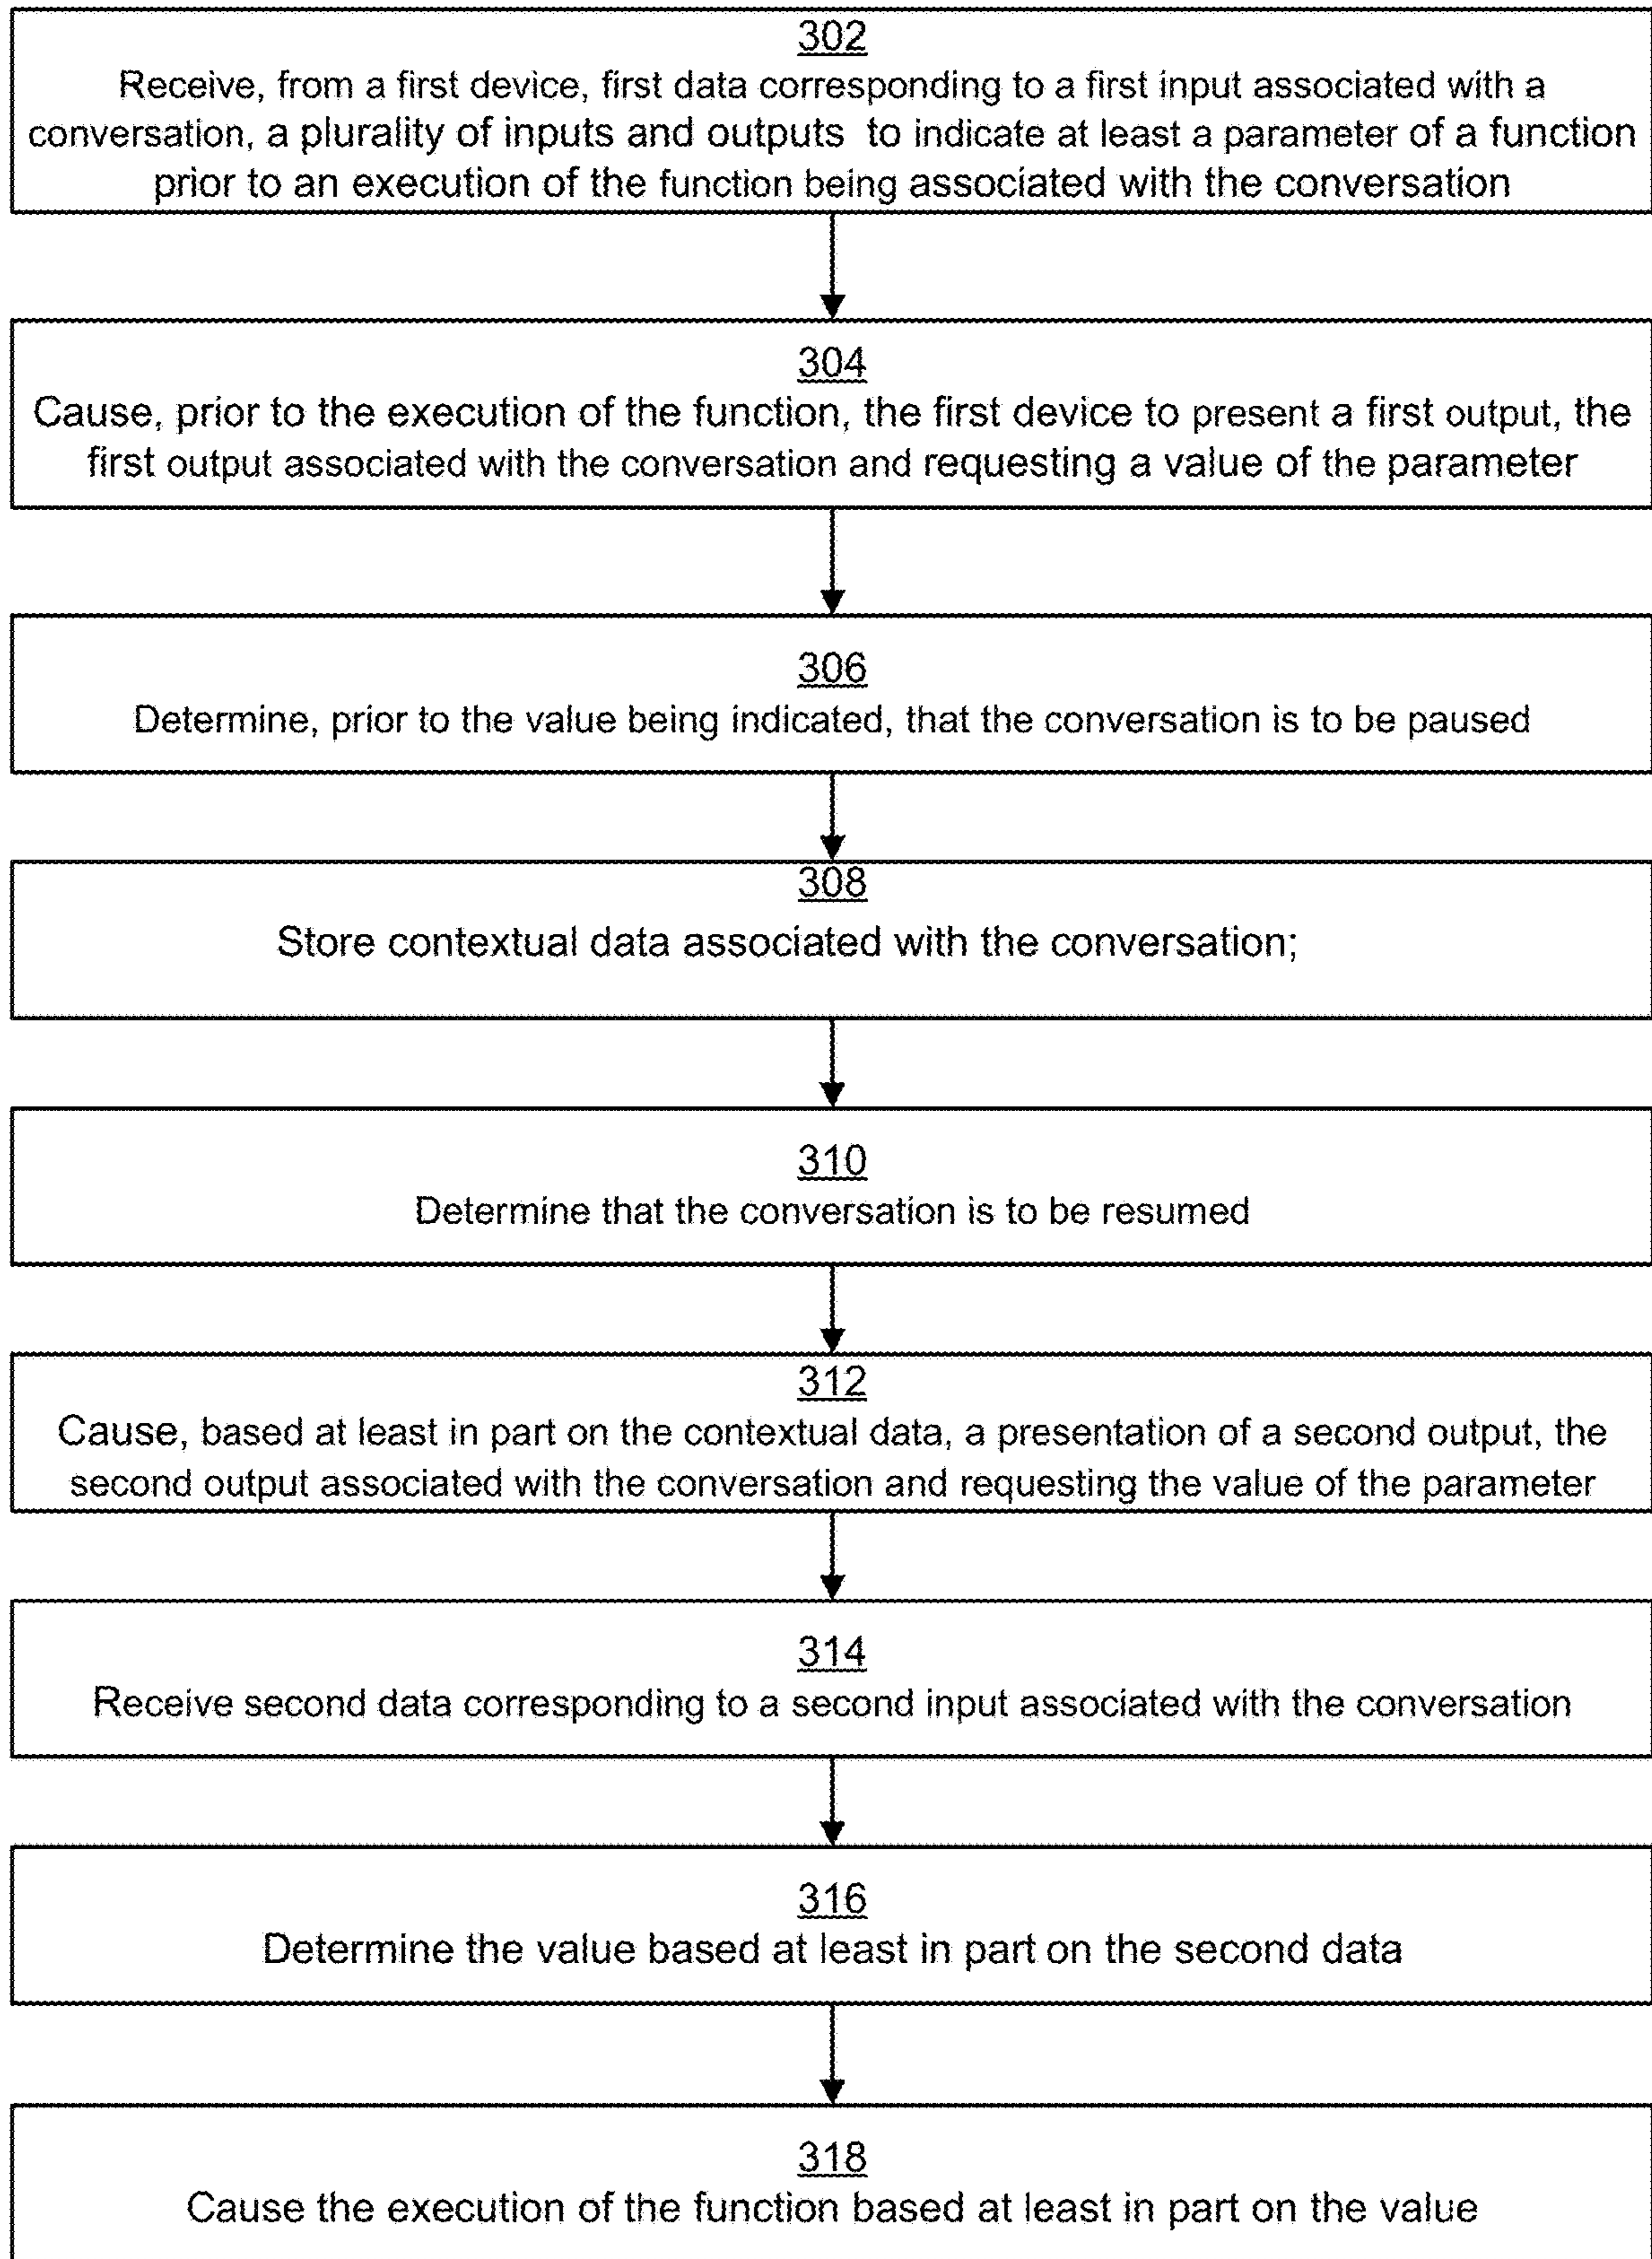 302
Receive, from a first device, first data corresponding to a first input associated with a
conversation, a plurality of inputs and outputs to indicate at least a parameter of a function
prior to an execution of the function being associated with the conversation
304
Cause, prior to the execution of the function, the first device to present a first output, the
first output associated with the conversation and requesting a value of the parameter
306
Determine, prior to the value being indicated, that the conversation is to be paused
308
Store contextual data associated with the conversation;
310
Determine that the conversation is to be resumed
312
Cause, based at least in part on the contextual data, a presentation of a second output, the
second output associated with the conversation and requesting the value of the parameter
314
Receive second data corresponding to a second input associated with the conversation
316
Determine the value based at least in part on the second data
318
Cause the execution of the function based at least in part on the value